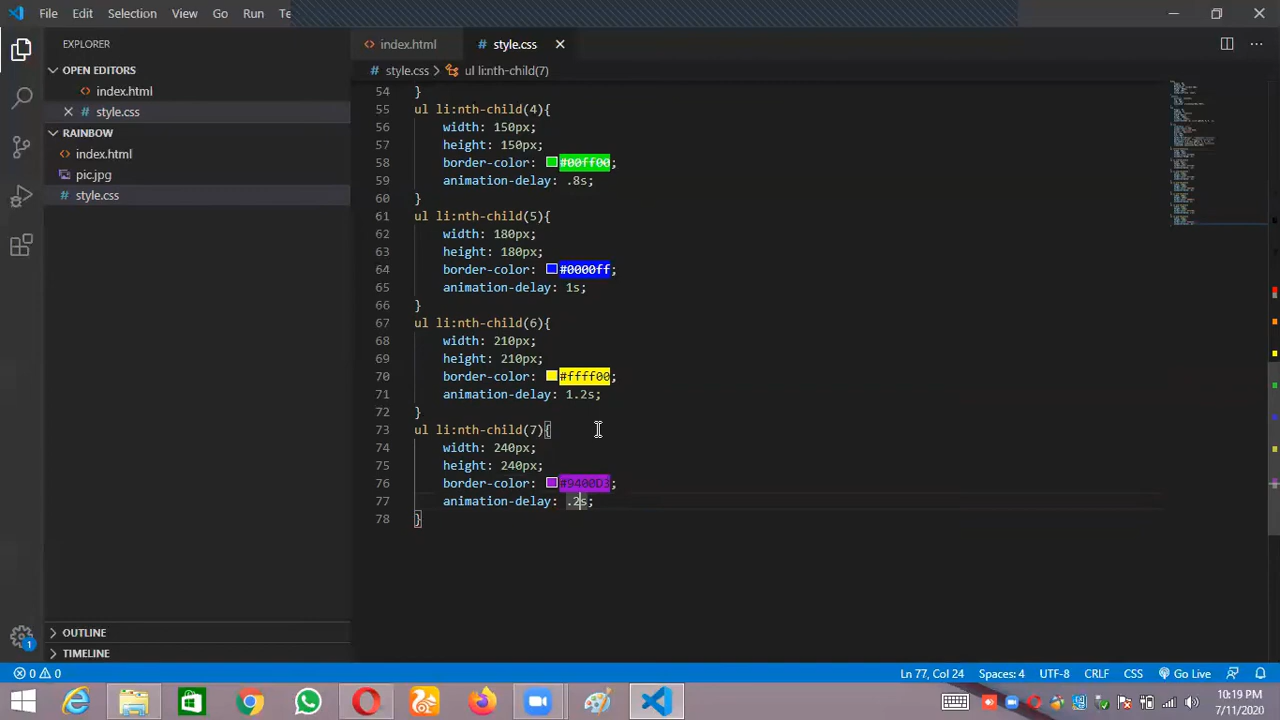 File Edit Selection View Go Run Te
EXPLORER
index.html
style.css
OPEN EDITORS
index.html
style.css
RAINBOW
index.html
pic.jpg
style.css
OUTLINE
TIMELINE
# style.css > ul li:nth-child(7)
54 }
55 ul li:nth-child(4){
56 width: 150px;
57 height: 150px;
58 border-color: #00ff00;
59 animation-delay: .8s;
60 }
61 ul li:nth-child(5){
62 width: 180px;
63 height: 180px;
64 border-color: #0000ff;
65 animation-delay: 1s;
66 }
67 ul li:nth-child(6){
68 width: 210px;
69 height: 210px;
70 border-color: #ffff00;
71 animation-delay: 1.2s;
72 }
73 ul li:nth-child(7){
74 width: 240px;
75 height: 240px;
76 border-color: #9400D3;
77 animation-delay: .2s;
78 }
0 0 Ln 77, Col 24 Spaces: 4 UTF-8 CRLF CSS Go Live
10:19 PM
7/11/2020